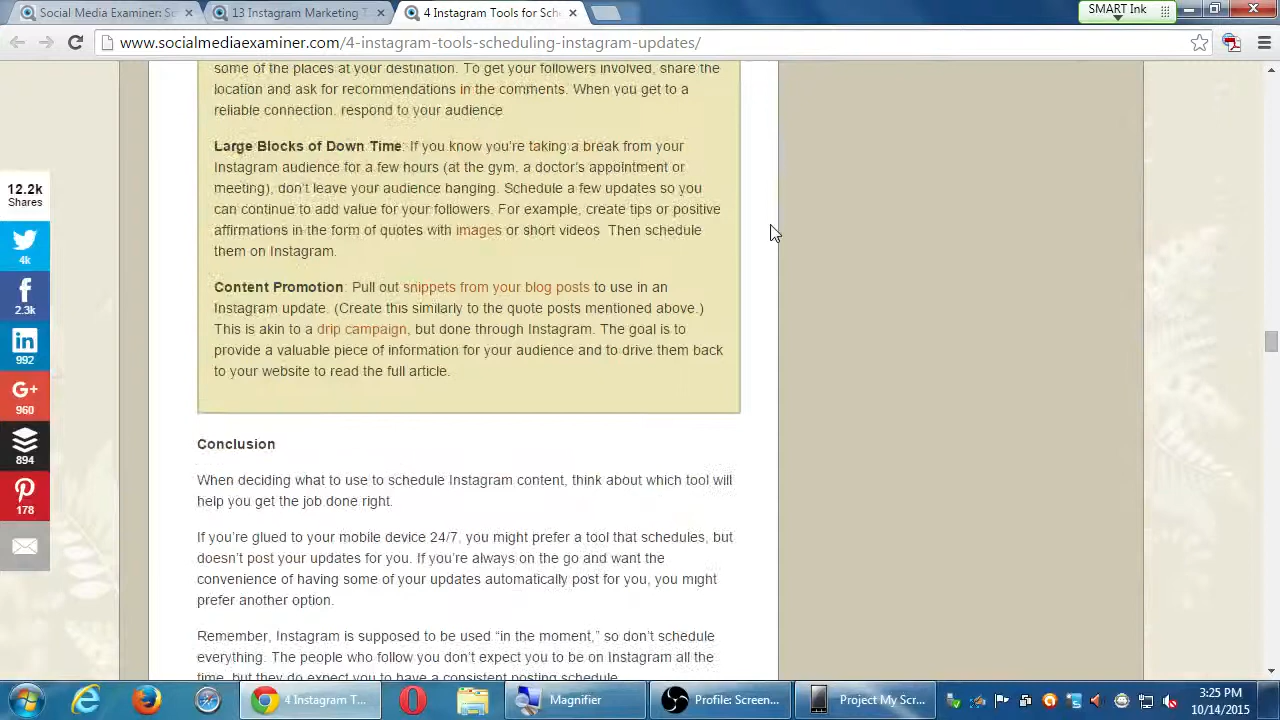 Social Media Examiner: S
13 Instagram Marketing T
4 Instagram Tools for Sch
SMART Ink
www.socialmediaexaminer.com/4-instagram-tools-scheduling-instagram-updates/
some of the places at your destination. To get your followers involved, share the
location and ask for recommendations in the comments. When you get to a
reliable connection, respond to your audience
Large Blocks of Down Time: If you know you're taking a break from your
Instagram audience for a few hours (at the gym, a doctor's appointment or
meeting), don't leave your audience hanging. Schedule a few updates so you
can continue to add value for your followers. For example, create tips or positive
affirmations in the form of quotes with images or short videos. Then schedule
them on Instagram.
Content Promotion: Pull out snippets from your blog posts to use in an
Instagram update. (Create this similarly to the quote posts mentioned above.)
This is akin to a drip campaign, but done through Instagram. The goal is to
provide a valuable piece of information for your audience and to drive them back
to your website to read the full article.
12.2k
Shares
4k
2.3k
992
960
894
178
Conclusion
When deciding what to use to schedule Instagram content, think about which tool will
help you get the job done right.
If you're glued to your mobile device 24/7, you might prefer a tool that schedules, but
doesn't post your updates for you. If you're always on the go and want the
convenience of having some of your updates automatically post for you, you might
prefer another option.
Remember, Instagram is supposed to be used “in the moment,” so don't schedule
everything. The people who follow you don't expect you to be on Instagram all the
time, but they do expect you to have a consistent posting schedule.
4 Instagram T...
Magnifier
Profile: Screen...
Project My Scr...
3:25 PM
10/14/2015